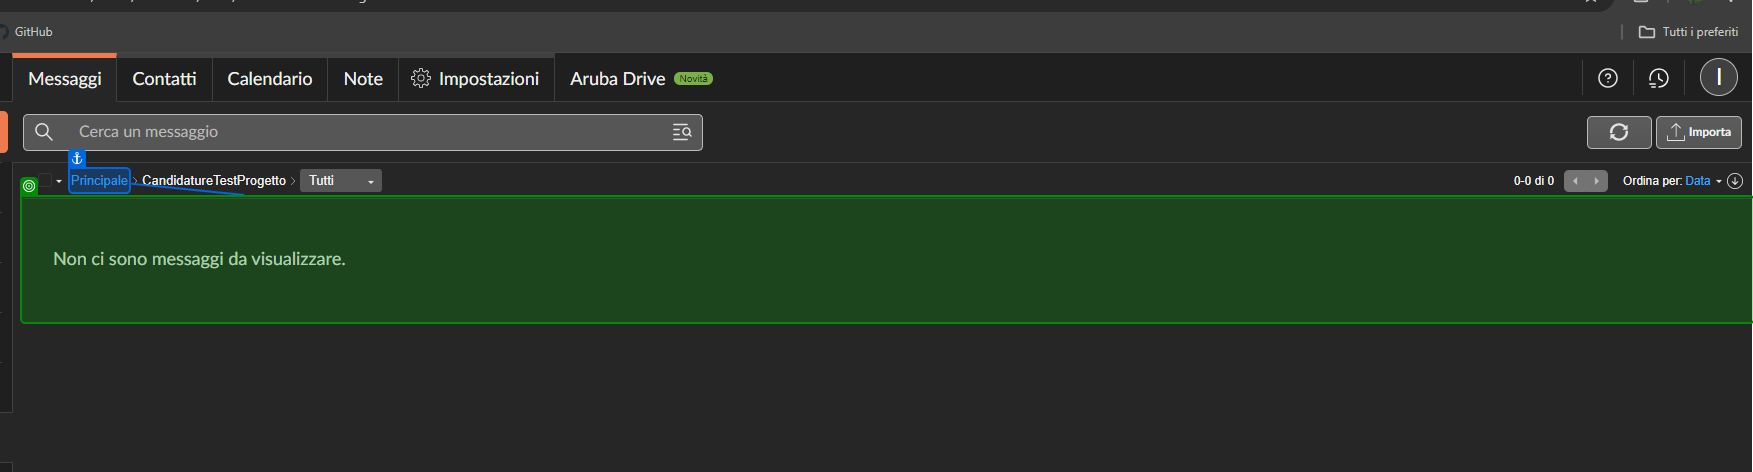 GitHub
Tutti i preferiti
Messaggi Contatti Calendario Note Impostazioni Aruba Drive Novità I
Cerca un messaggio
Importa
Principale > CandidatureTestProgetto > Tutti 0-0 di 0 Ordina per: Data
Non ci sono messaggi da visualizzare.